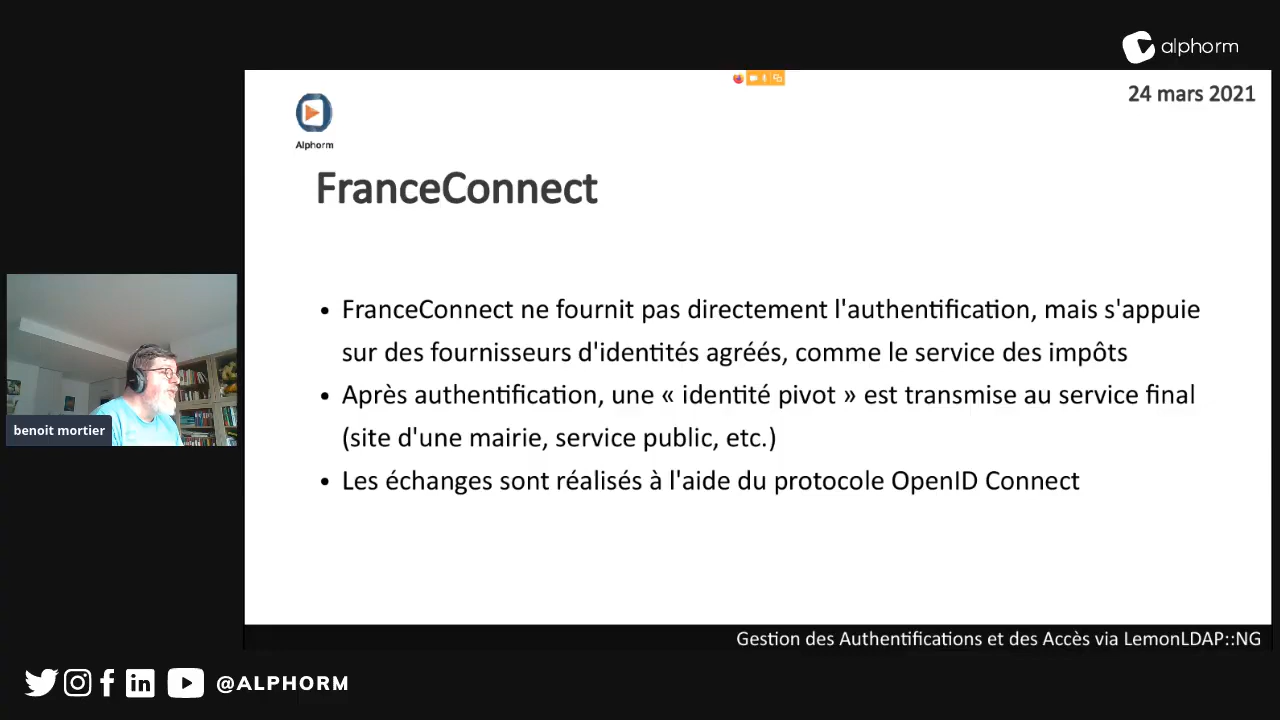 alphorm
24 mars 2021
Alphorm
FranceConnect
• FranceConnect ne fournit pas directement l'authentification, mais s'appuie
sur des fournisseurs d'identités agréés, comme le service des impôts
• Après authentification, une « identité pivot » est transmise au service final
(site d'une mairie, service public, etc.)
• Les échanges sont réalisés à l'aide du protocole OpenID Connect
benoit mortier
Gestion des Authentifications et des Accès via LemonLDAP::NG
@ALPHORM